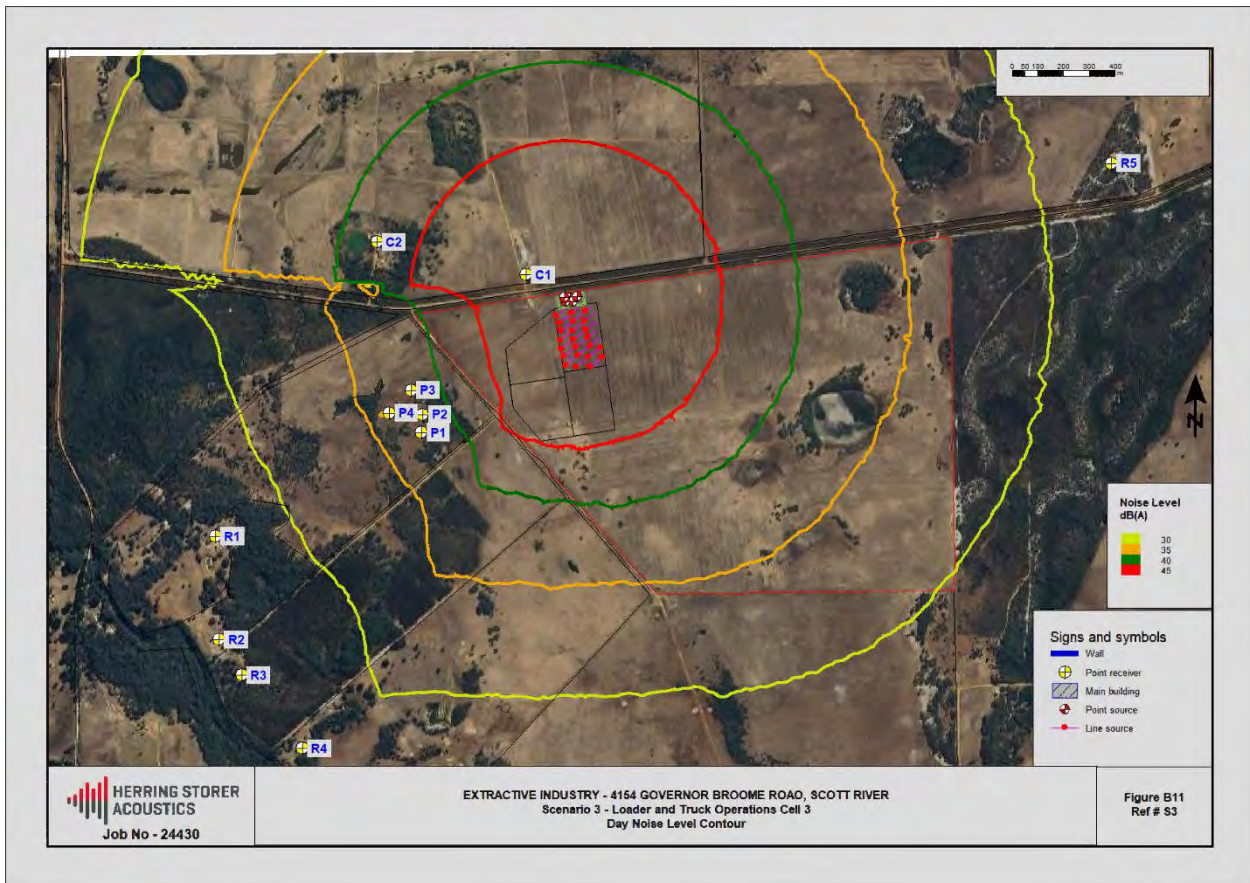 0 50 100 200 300 400
m
R5
C2
C1
P3
P4
P2
P1
R1
R2
R3
R4
N
Noise Level
dB(A)
30
35
40
45
Signs and symbols
Wall
Point receiver
Main building
Point source
Line source
HERRING STORER
ACOUSTICS
Job No - 24430
EXTRACTIVE INDUSTRY - 4154 GOVERNOR BROOME ROAD, SCOTT RIVER
Scenario 3 - Loader and Truck Operations Cell 3
Day Noise Level Contour
Figure B11
Ref # S3